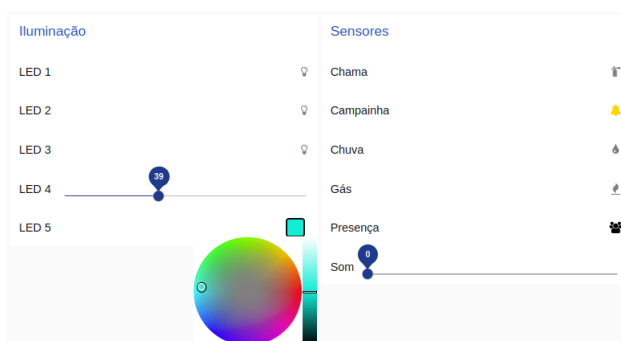 Iluminação
LED 1
LED 2
LED 3
39
LED 4
LED 5
Sensores
Chama
Campainha
Chuva
Gás
Presença
0
Som